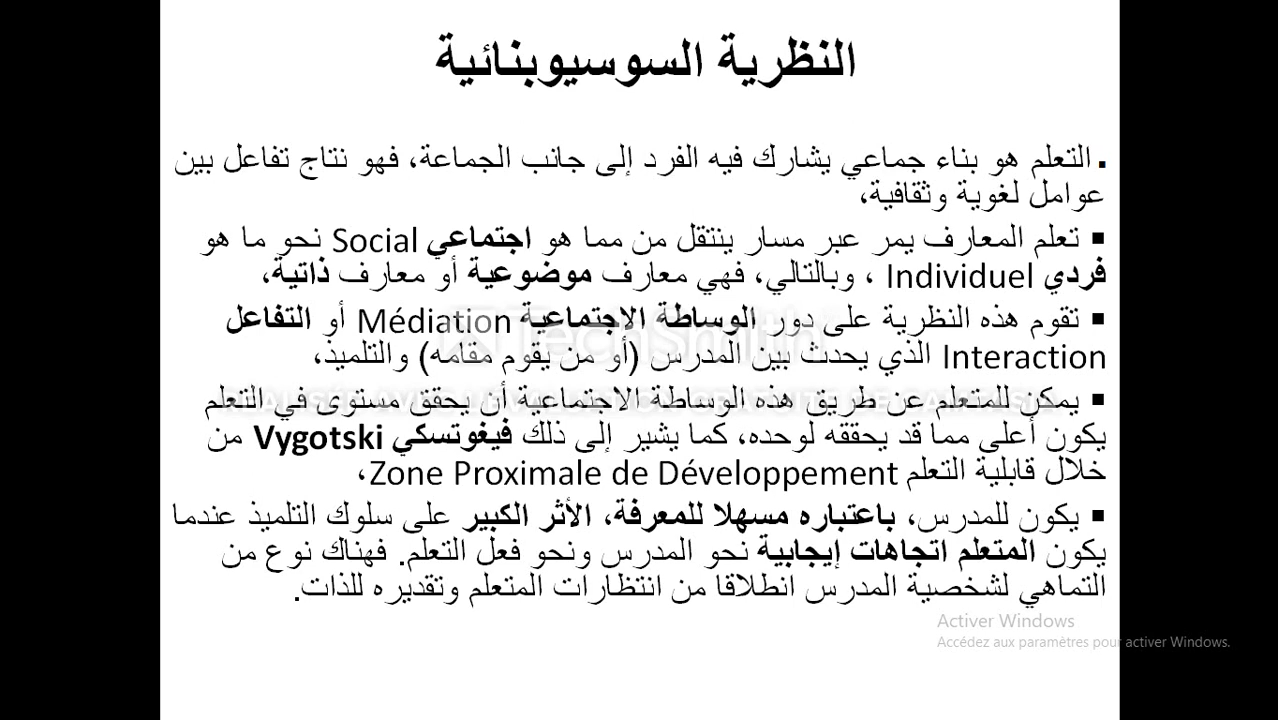 النظرية السوسيوبنائية
▪ التعلم هو بناء جماعي يشارك فيه الفرد إلى جانب الجماعة، فهو نتاج تفاعل بين
عوامل لغوية وثقافية،
▪ تعلم المعارف يمر عبر مسار ينتقل من مما هو اجتماعي Social نحو ما هو
فردي Individuel ، وبالتالي، فهي معارف موضوعية أو معارف ذاتية،
▪ تقوم هذه النظرية على دور الوساطة الاجتماعية Médiation أو التفاعل
Interaction الذي يحدث بين المدرس (أو من يقوم مقامه) والتلميذ،
▪ يمكن للمتعلم عن طريق هذه الوساطة الاجتماعية أن يحقق مستوى في التعلم
يكون أعلى مما قد يحققه لوحده، كما يشير إلى ذلك فيغوتسكي Vygotski من
خلال قابلية التعلم Zone Proximale de Développement،
▪ يكون للمدرس، باعتباره مسهلا للمعرفة، الأثر الكبير على سلوك التلميذ عندما
يكون المتعلم اتجاهات إيجابية نحو المدرس ونحو فعل التعلم. فهناك نوع من
التماهي لشخصية المدرس انطلاقا من انتظارات المتعلم وتقديره للذات.
TechSmith
Activer Windows
Accédez aux paramètres pour activer Windows.